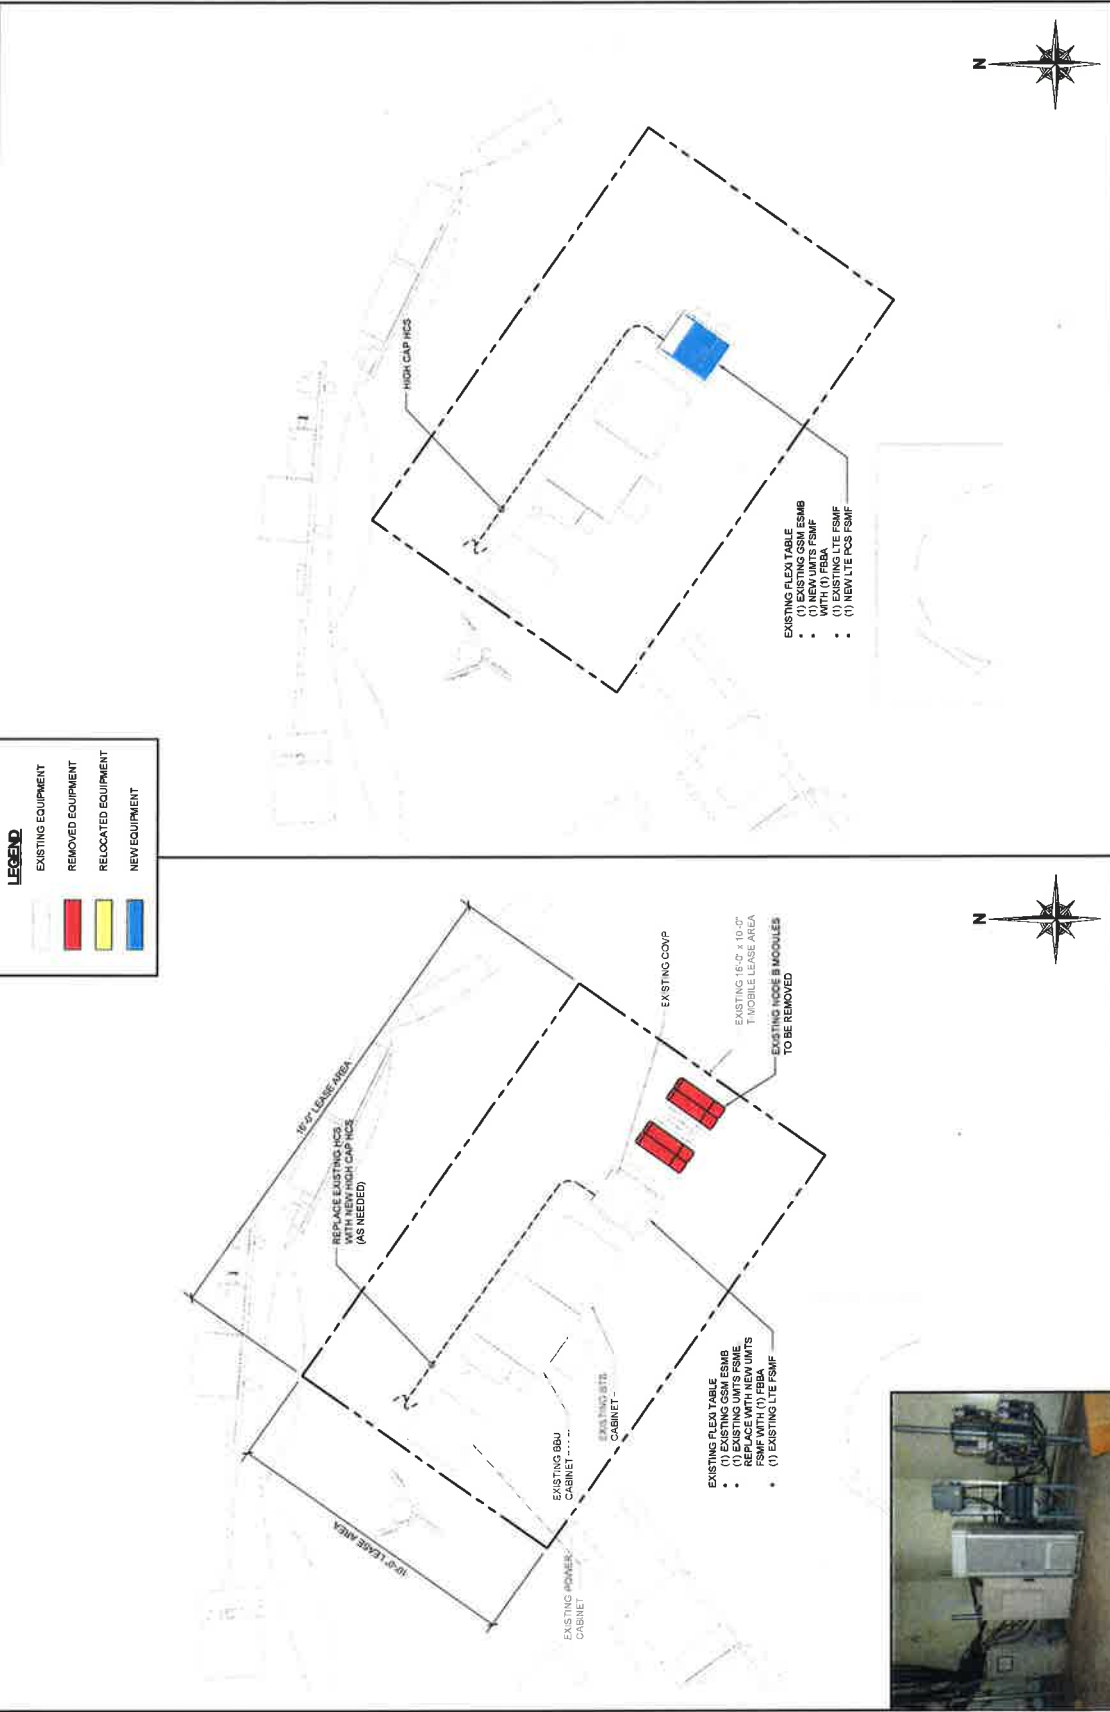 LEGEND
EXISTING EQUIPMENT
REMOVED EQUIPMENT
RELOCATED EQUIPMENT
NEW EQUIPMENT
16'-0" LEASE AREA
10'-0" LEASE AREA
REPLACE EXISTING HCS
WITH NEW HIGH CAP HCS
(AS NEEDED)
EXISTING COVP
EXISTING 16'-0" x 10'-0"
T-MOBILE LEASE AREA
EXISTING NODE B MODULES
TO BE REMOVED
EXISTING POWER
CABINET
EXISTING BBU
CABINET
EXISTING BTS
CABINET
EXISTING FLEXI TABLE
• (1) EXISTING GSM ESMB
• (1) EXISTING UMTS FSME
REPLACE WITH NEW UMTS
FSMF WITH (1) FBBA
• (1) EXISTING LTE FSMF
N
HIGH CAP HCS
EXISTING FLEXI TABLE
• (1) EXISTING GSM ESMB
• (1) NEW UMTS FSMF
WITH (1) FBBA
• (1) EXISTING LTE FSMF
• (1) NEW LTE PCS FSMF
N